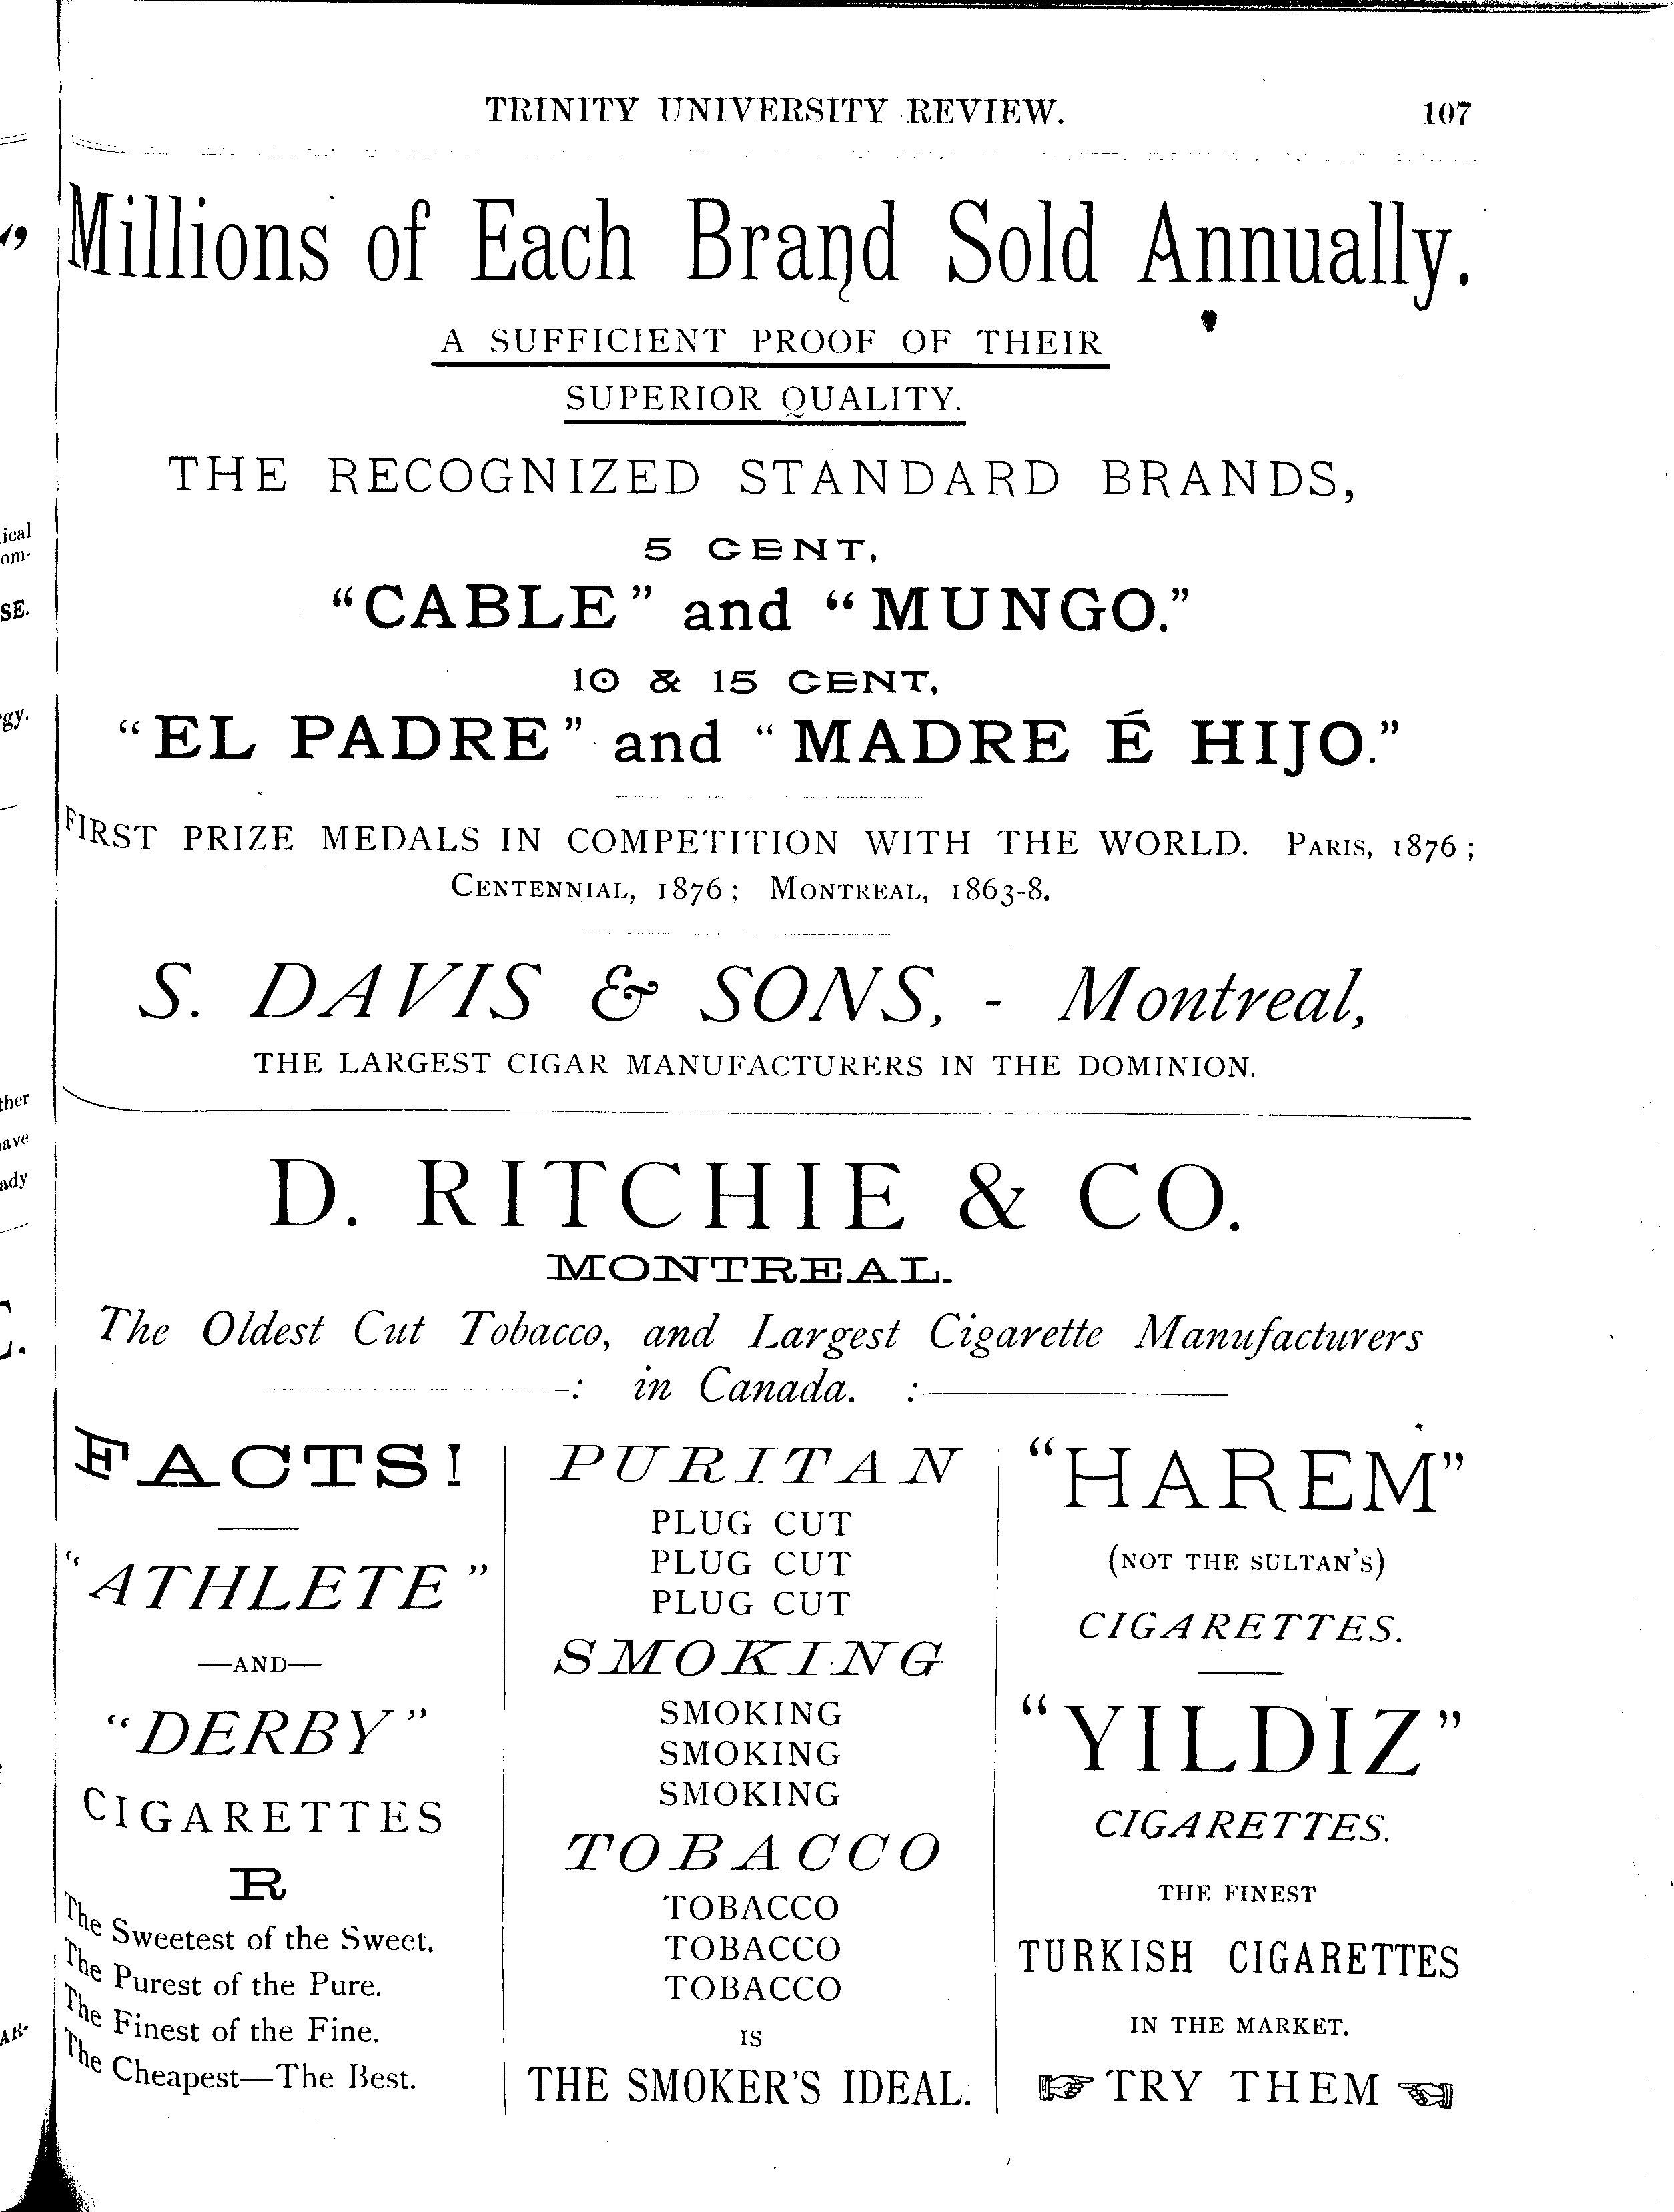 TRINITY UNIVERSITY REVIEW. 107
Millions of Each Brand Sold Annually.
A SUFFICIENT PROOF OF THEIR
SUPERIOR QUALITY.
THE RECOGNIZED STANDARD BRANDS,
5 CENT,
"CABLE" and "MUNGO."
10 & 15 CENT,
"EL PADRE" and "MADRE É HIJO."
FIRST PRIZE MEDALS IN COMPETITION WITH THE WORLD. PARIS, 1876;
CENTENNIAL, 1876; MONTREAL, 1863-8.
S. DAVIS & SONS, - Montreal,
THE LARGEST CIGAR MANUFACTURERS IN THE DOMINION.
D. RITCHIE & CO.
MONTREAL.
The Oldest Cut Tobacco, and Largest Cigarette Manufacturers
: in Canada. :
FACTS!
"ATHLETE"
—AND—
"DERBY"
CIGARETTES
R
The Sweetest of the Sweet.
The Purest of the Pure.
The Finest of the Fine.
The Cheapest—The Best.
PURITAN
PLUG CUT
PLUG CUT
PLUG CUT
SMOKING
SMOKING
SMOKING
SMOKING
TOBACCO
TOBACCO
TOBACCO
TOBACCO
IS
THE SMOKER'S IDEAL.
"HAREM"
(NOT THE SULTAN'S)
CIGARETTES.
"YILDIZ"
CIGARETTES.
THE FINEST
TURKISH CIGARETTES
IN THE MARKET.
TRY THEM